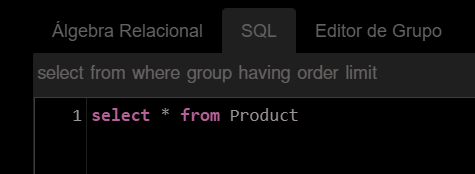 Álgebra Relacional SQL Editor de Grupo
select from where group having order limit
1 select * from Product